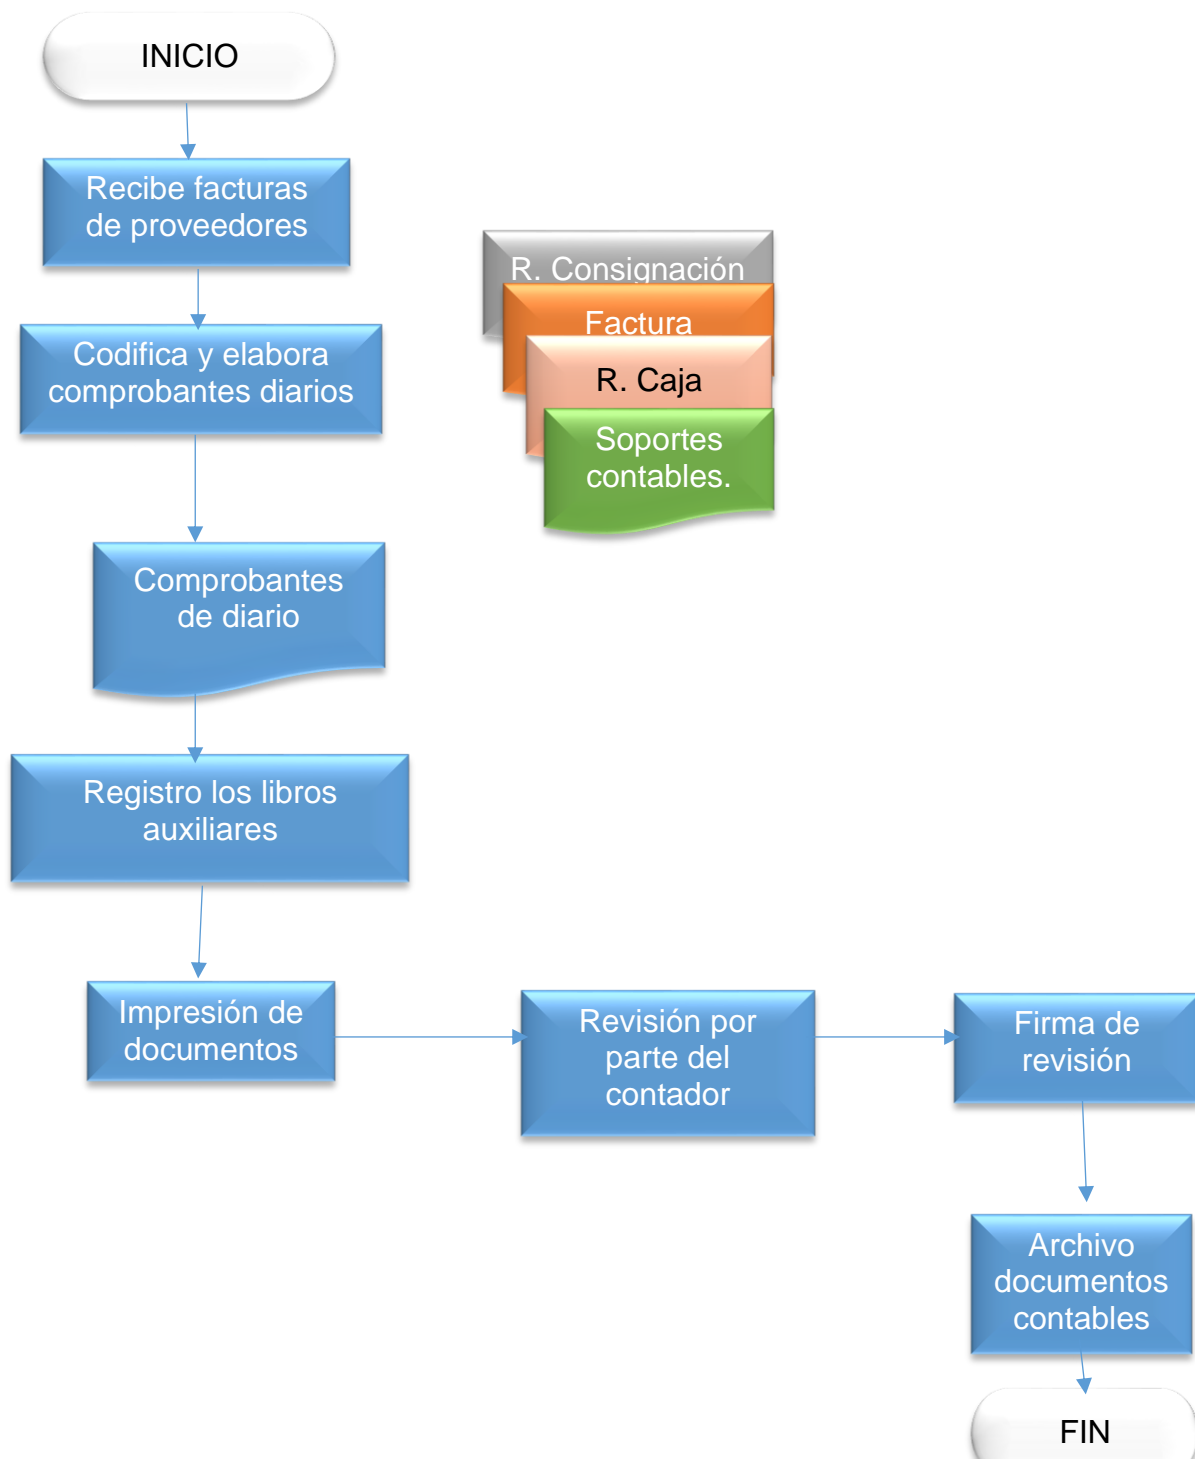 INICIO
Recibe facturas
de proveedores
R. Consignación
Factura
Codifica y elabora
comprobantes diarios
R. Caja
Soportes
contables.
Comprobantes
de diario
Registro los libros
auxiliares
Impresión de
documentos
Revisión por
parte del
contador
Firma de
revisión
Archivo
documentos
contables
FIN